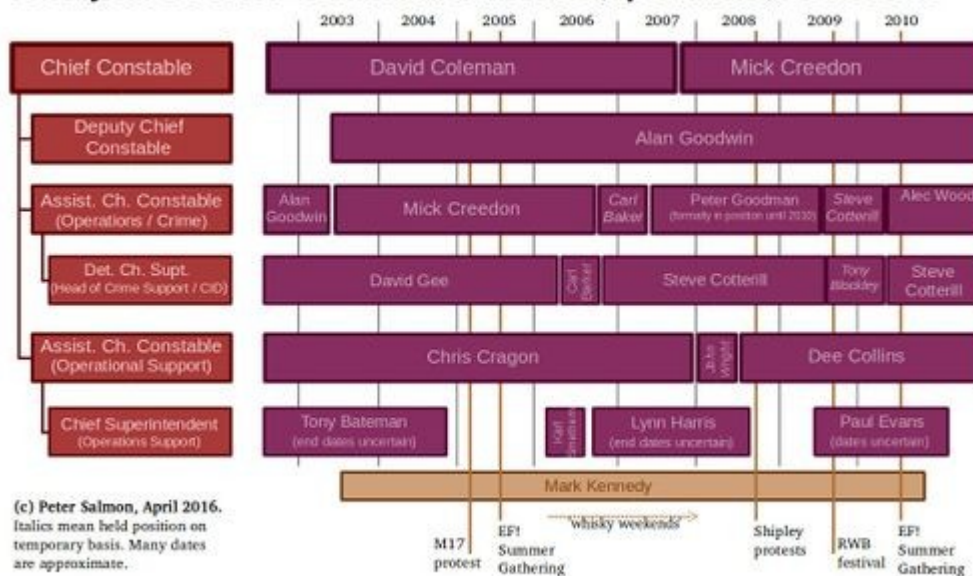 2003 2004 2005 2006 2007 2008 2009 2010
Chief Constable
David Coleman
Mick Creedon
Deputy Chief
Constable
Alan Goodwin
Assist. Ch. Constable
(Operations / Crime)
Alan
Goodwin
Mick Creedon
Carl
Baker
Peter Goodman
(formally in position until 2010)
Steve
Cotterill
Alec Wood
Det. Ch. Supt.
(Head of Crime Support / CID)
David Gee
Carl
Steve Cotterill
Tony
Blockley
Steve
Cotterill
Assist. Ch. Constable
(Operational Support)
Chris Cragon
John
Wright
Dee Collins
Chief Superintendent
(Operations Support)
Tony Bateman
(end dates uncertain)
Karl
Lynn Harris
(end dates uncertain)
Paul Evans
(dates uncertain)
Mark Kennedy
(c) Peter Salmon, April 2016.
Italics mean held position on
temporary basis. Many dates
are approximate.
M17
protest
EF!
Summer
Gathering
'whisky weekends'
Shipley
protests
RWB
festival
EF!
Summer
Gathering